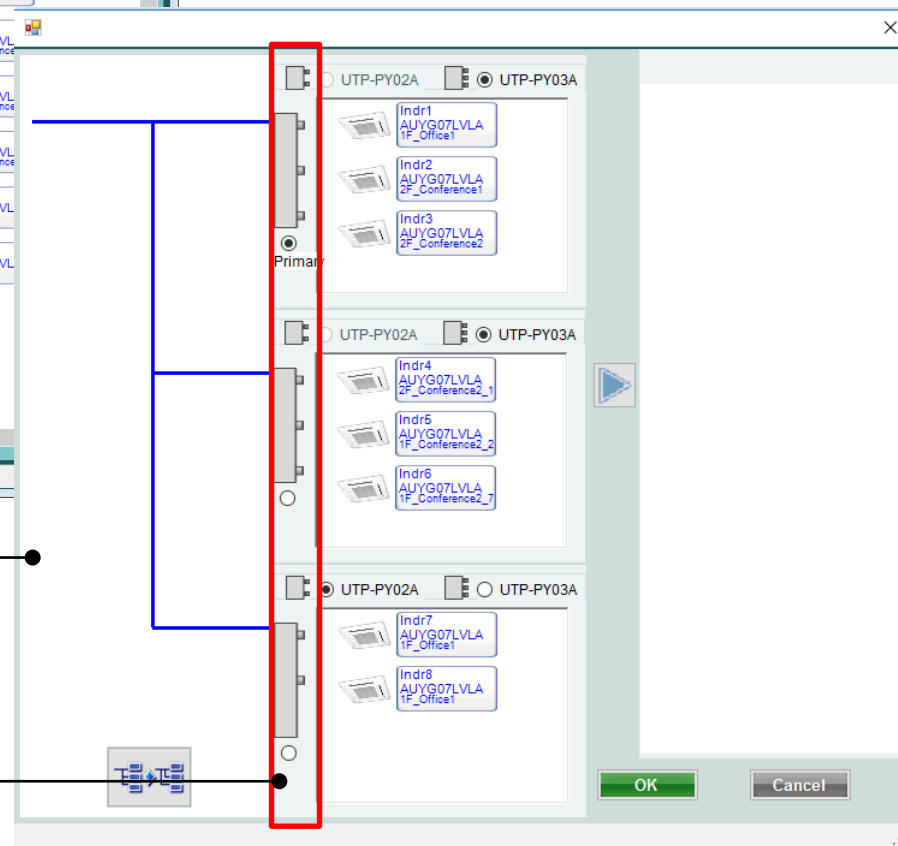 UTP-PY02A UTP-PY03A
Indr1
AUYG07LVLA
1F_Office1
Indr2
AUYG07LVLA
2F_Conference1
Indr3
AUYG07LVLA
2F_Conference2
Primary
UTP-PY02A UTP-PY03A
Indr4
AUYG07LVLA
2F_Conference2_1
Indr5
AUYG07LVLA
1F_Conference2_2
Indr6
AUYG07LVLA
1F_Conference2_7
UTP-PY02A UTP-PY03A
Indr7
AUYG07LVLA
1F_Office1
Indr8
AUYG07LVLA
1F_Office1
OK Cancel